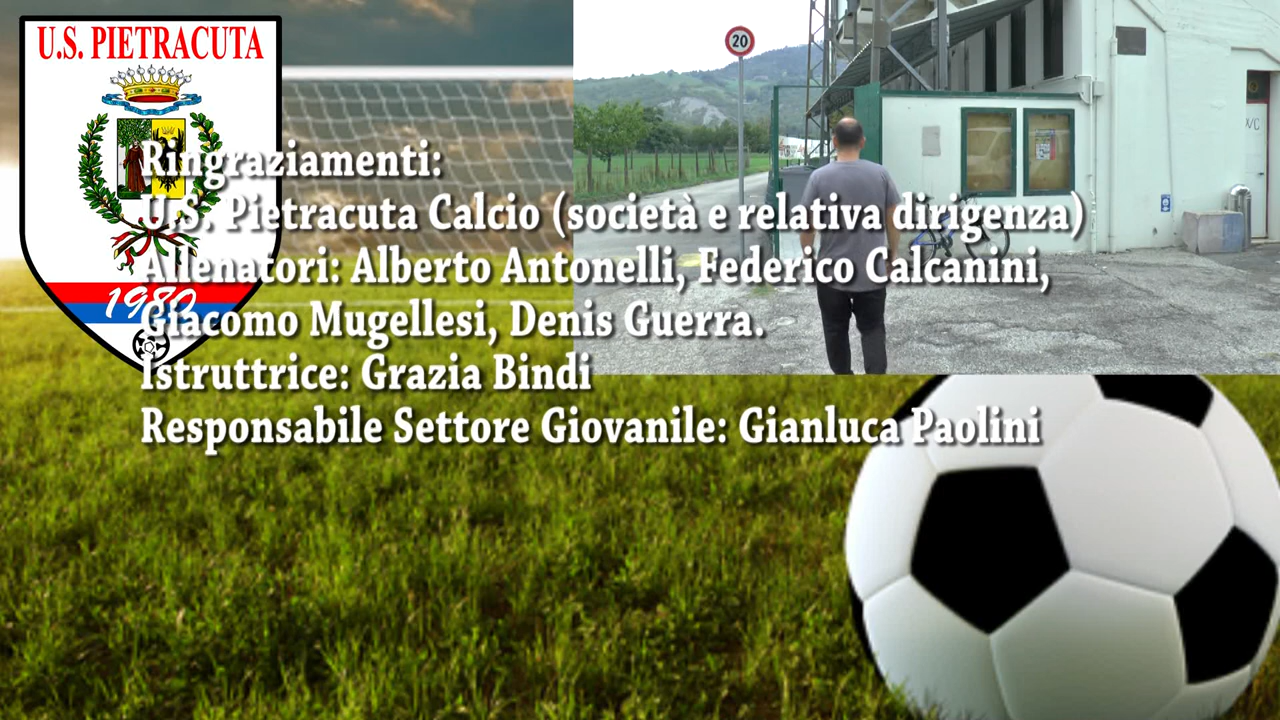 U.S. PIETRACUTA
1980
20
WC
Ringraziamenti:
U.S. Pietracuta Calcio (società e relativa dirigenza)
Allenatori: Alberto Antonelli, Federico Calcanini,
Giacomo Mugellesi, Denis Guerra.
Istruttrice: Grazia Bindi
Responsabile Settore Giovanile: Gianluca Paolini